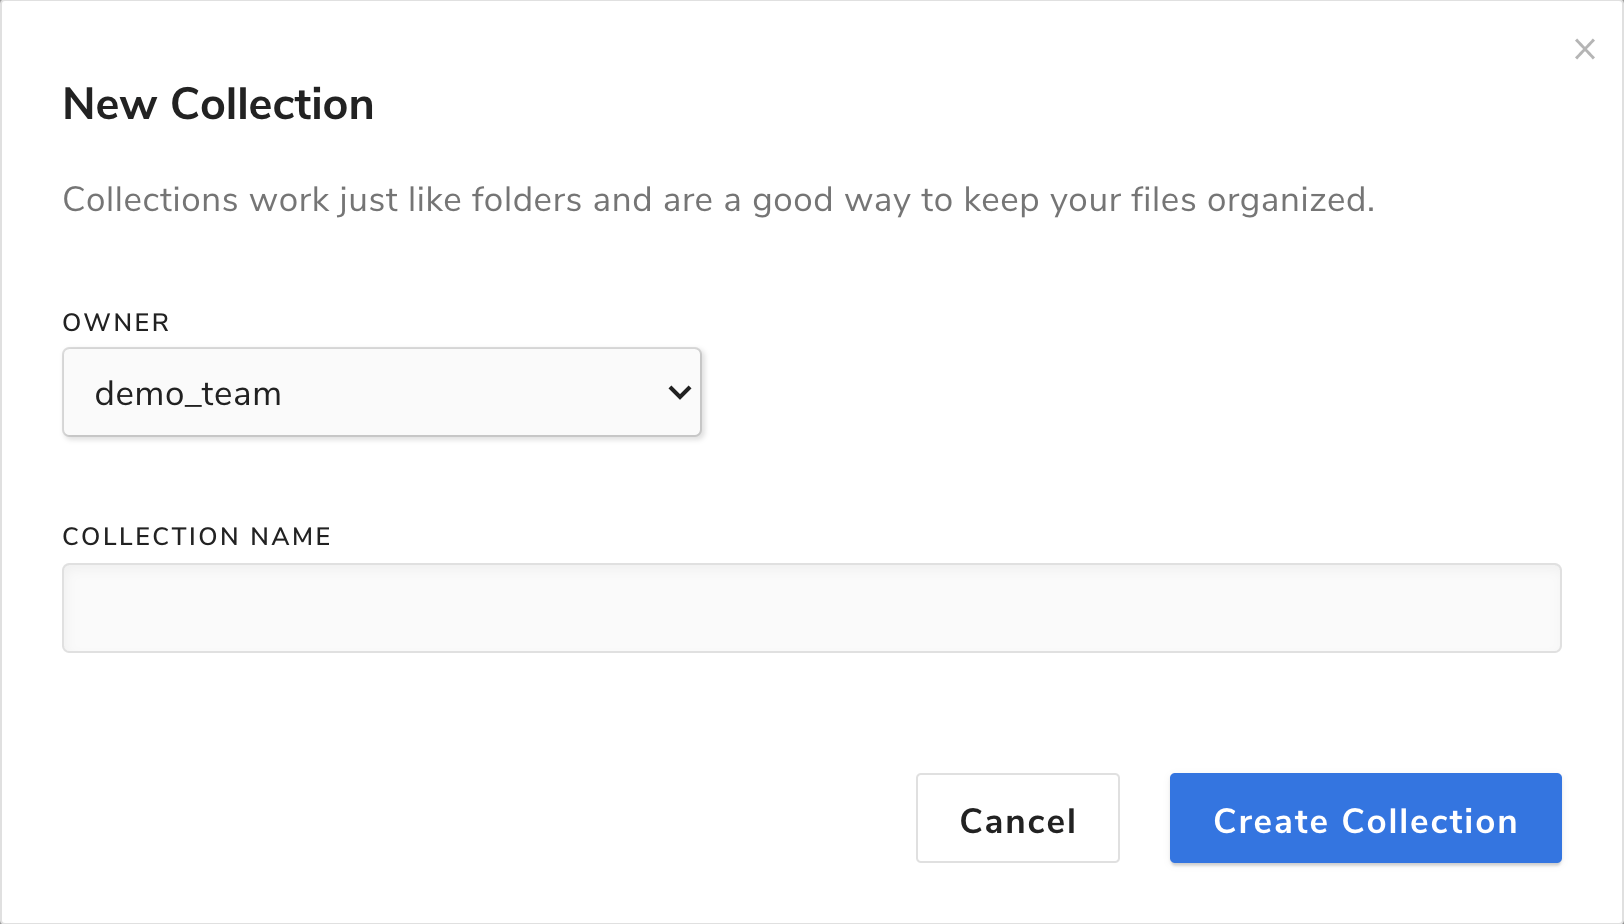 New Collection
Collections work just like folders and are a good way to keep your files organized.
OWNER
demo_team
COLLECTION NAME
Cancel
Create Collection